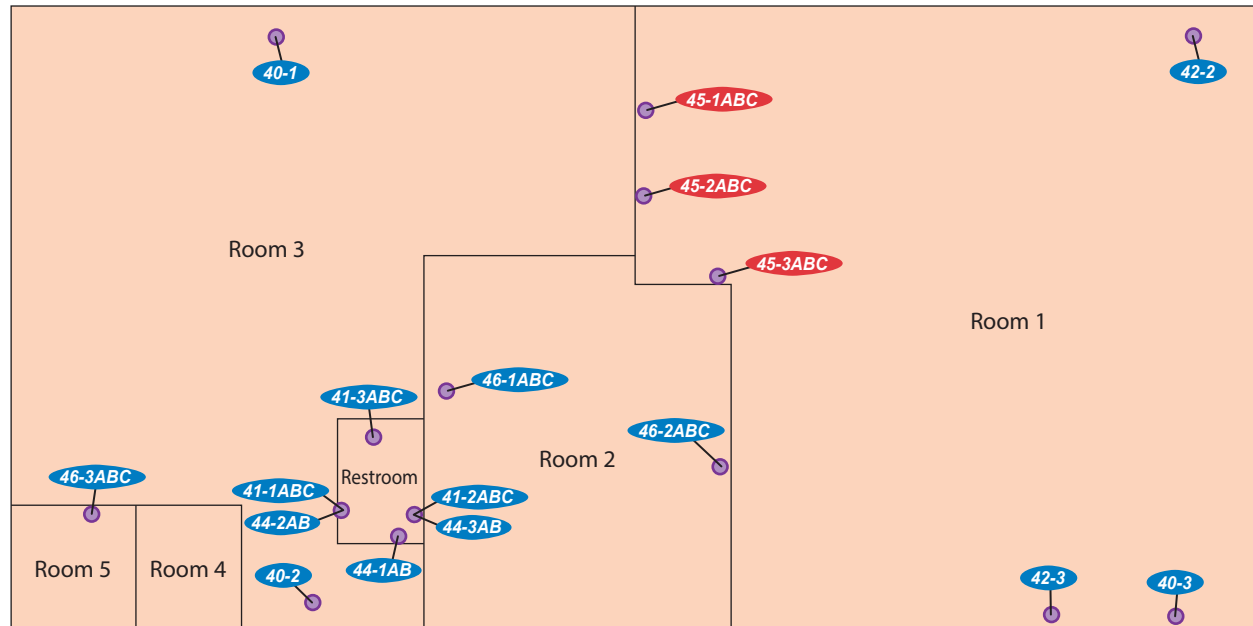 40-1
42-2
45-1ABC
45-2ABC
Room 3
45-3ABC
Room 1
46-1ABC
41-3ABC
46-2ABC
Room 2
Restroom
46-3ABC
41-1ABC
41-2ABC
44-2AB
44-3AB
Room 5
Room 4
44-1AB
40-2
42-3
40-3